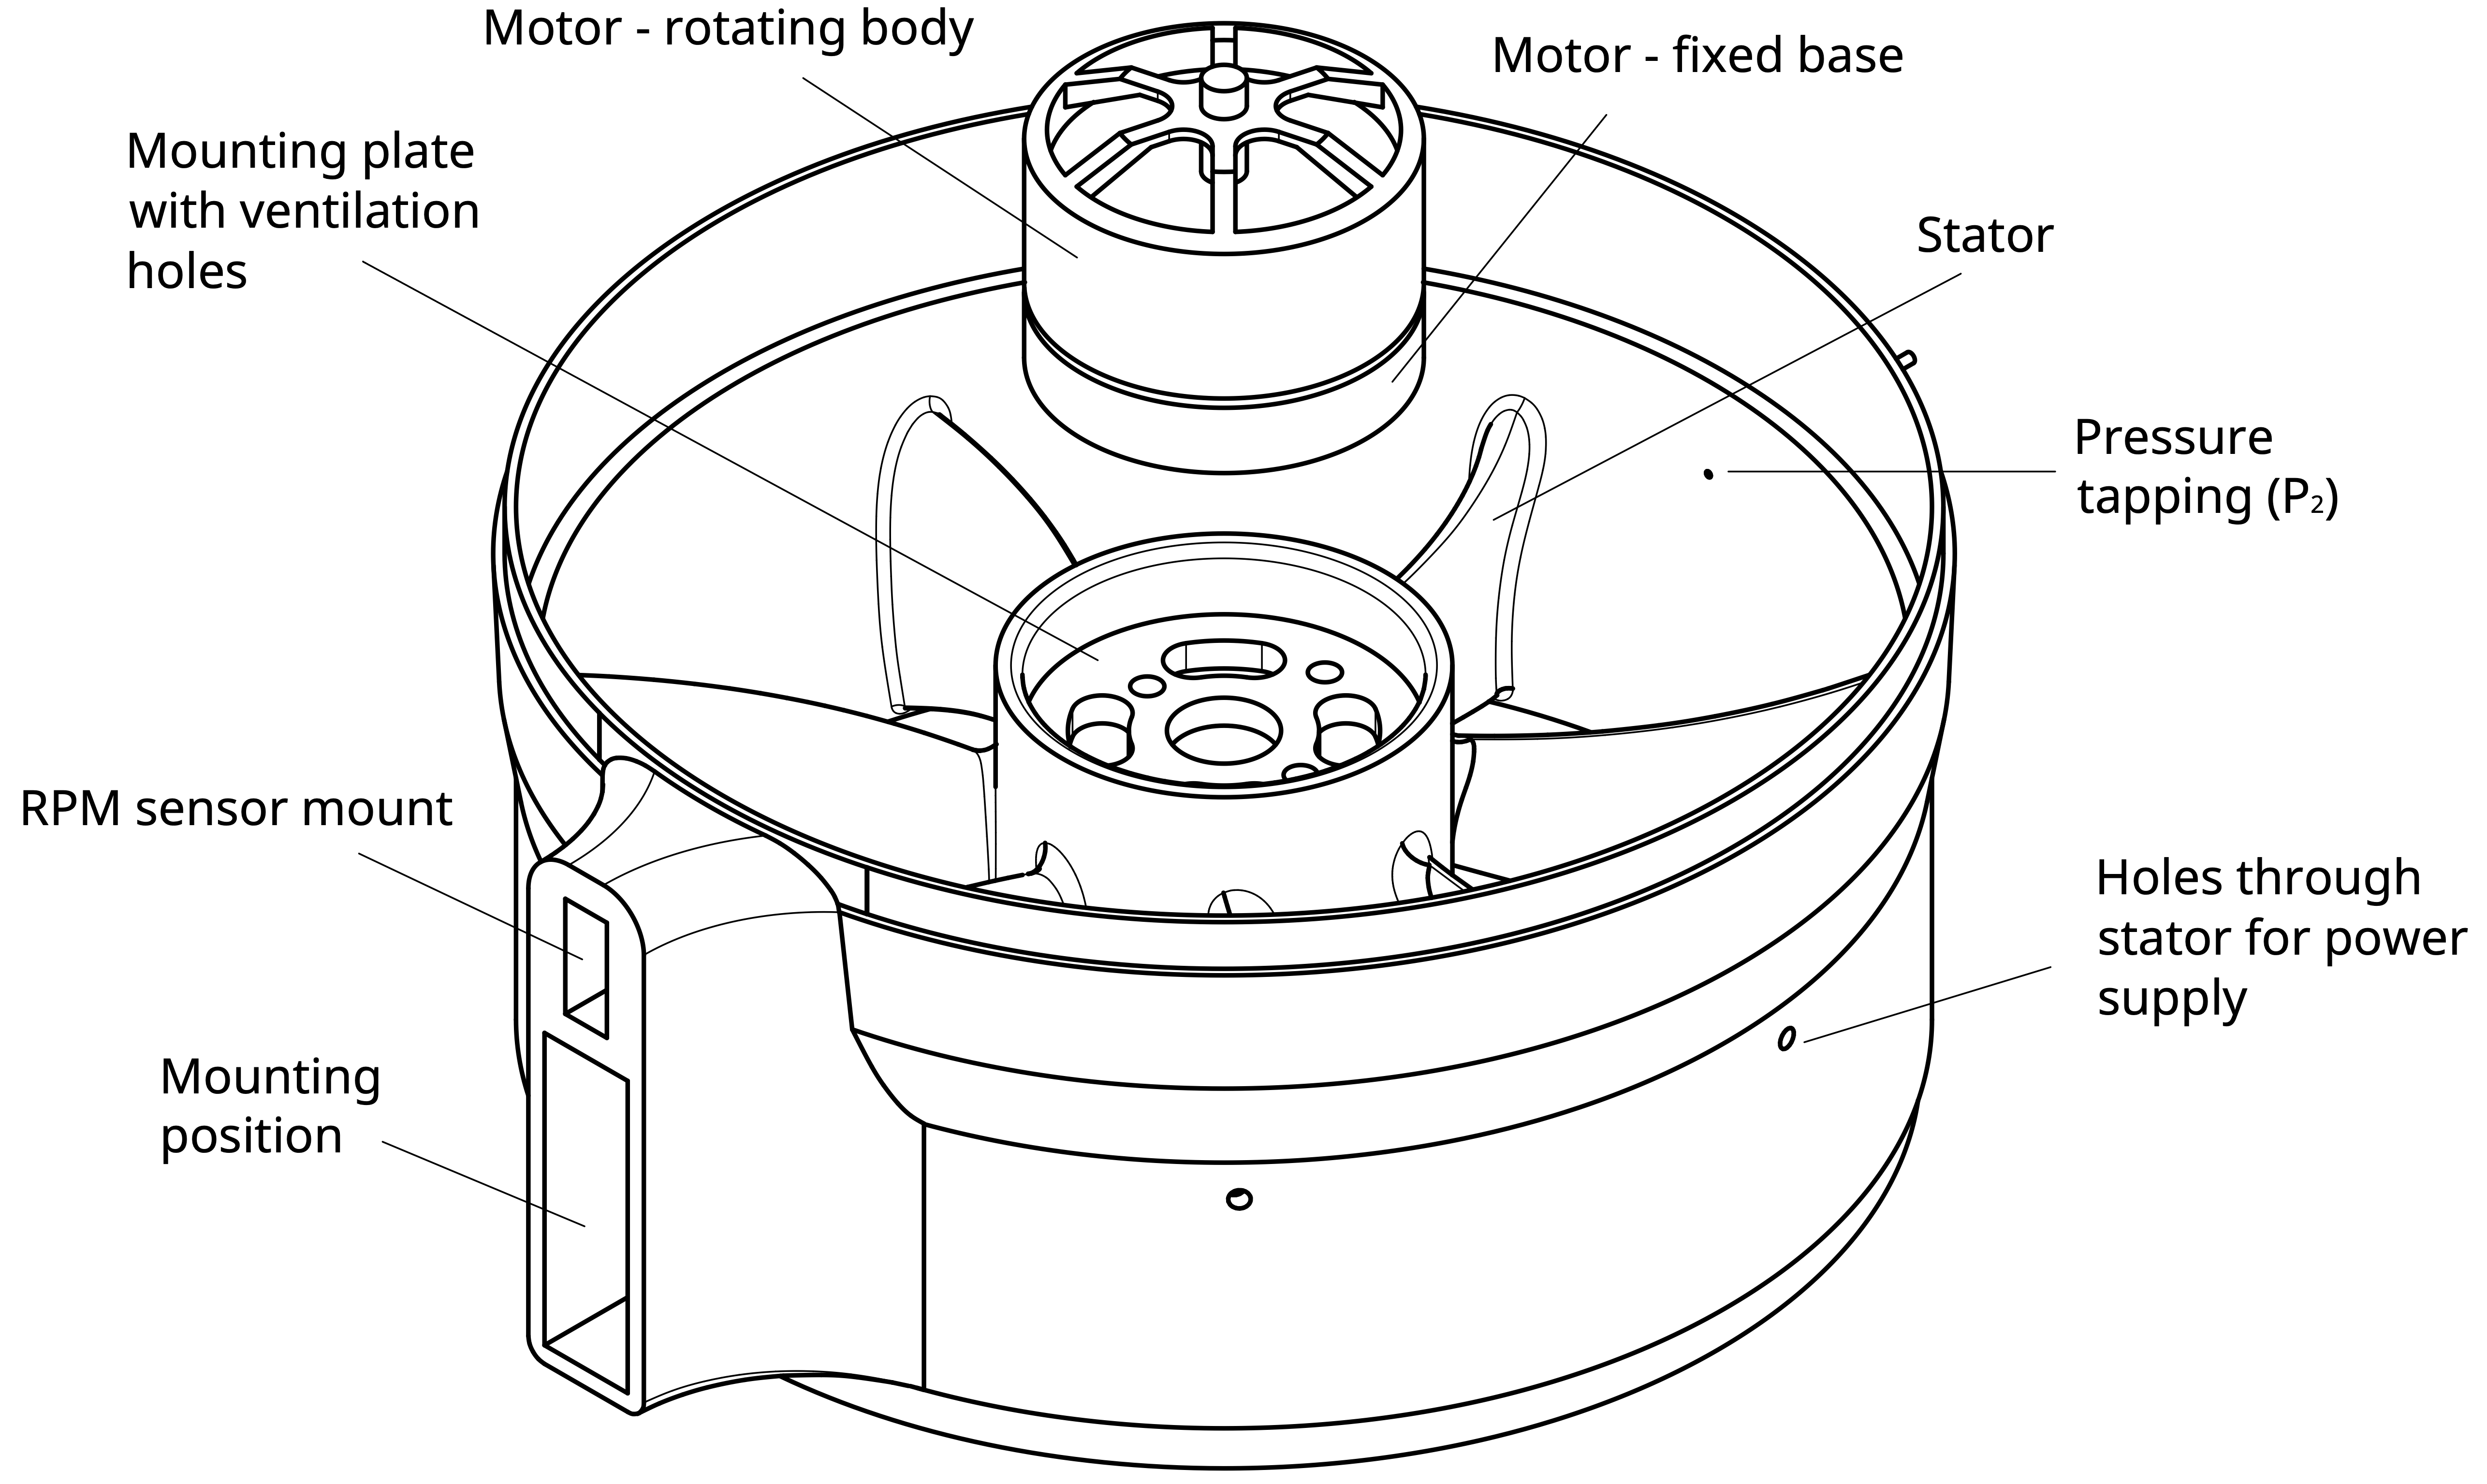 Motor - rotating body
Motor - fixed base
Mounting plate
with ventilation
holes
Stator
Pressure
tapping (P₂)
RPM sensor mount
Holes through
stator for power
supply
Mounting
position